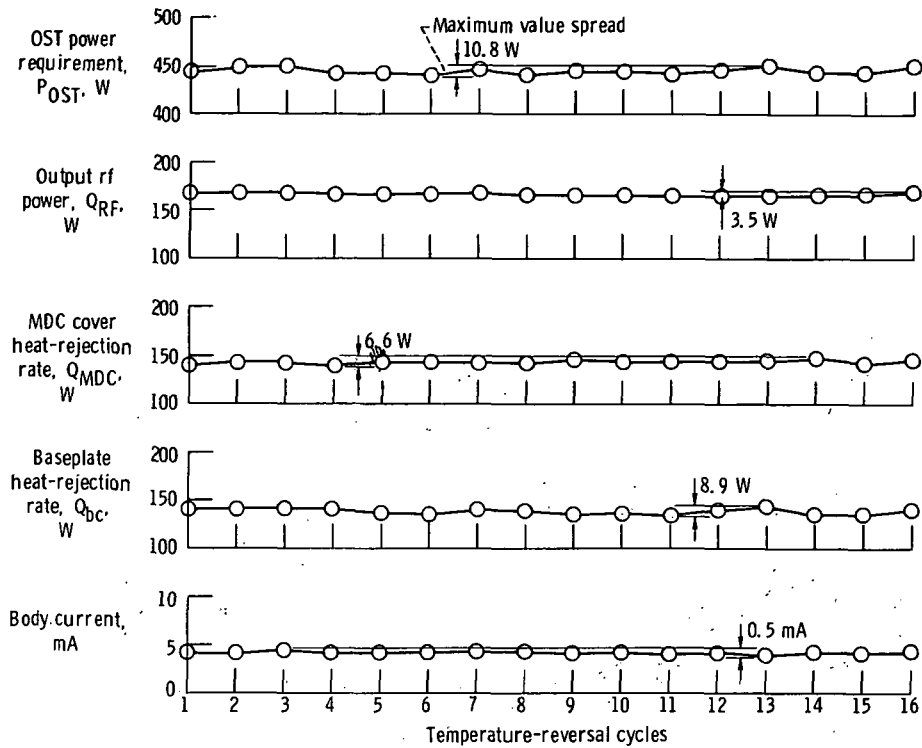 OST power
requirement,
P_OST, W
500
450
400
Maximum value spread
10.8 W
Output rf
power, Q_RF,
W
200
150
100
3.5 W
MDC cover
heat-rejection
rate, Q_MDC,
W
200
150
100
6.6 W
Baseplate
heat-rejection
rate, Q_bc,
W
200
150
100
8.9 W
Body current,
mA
10
5
0
0.5 mA
1 2 3 4 5 6 7 8 9 10 11 12 13 14 15 16
Temperature-reversal cycles